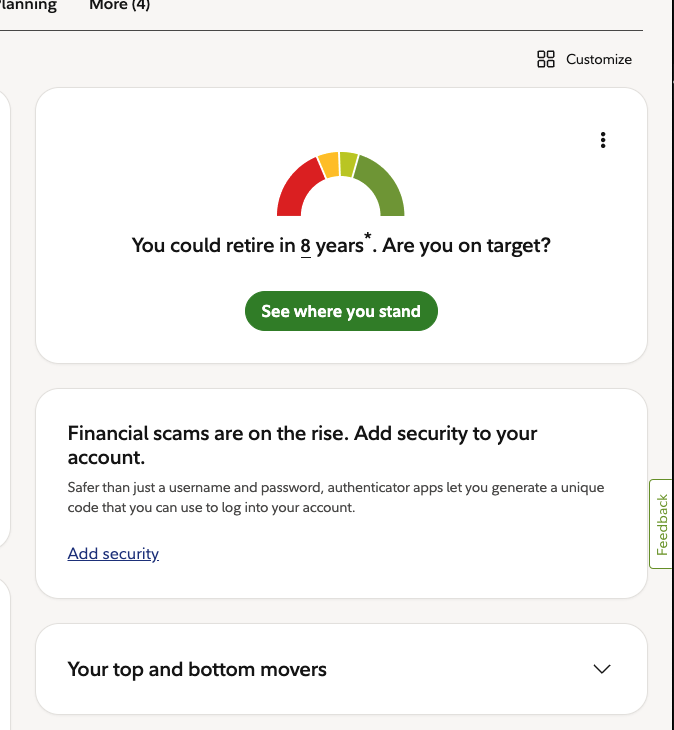 lanning More (4)
Customize
You could retire in 8 years*. Are you on target?
See where you stand
Financial scams are on the rise. Add security to your
account.
Safer than just a username and password, authenticator apps let you generate a unique
code that you can use to log into your account.
Add security
Feedback
Your top and bottom movers